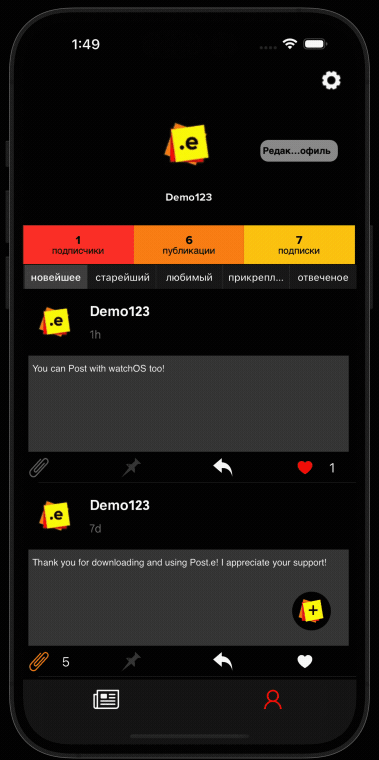 1:49
.e
Редак...офиль
Demo123
1 6 7
подписчики публикации подписки
новейшее старейший любимый прикрепл... отвеченое
.e Demo123
1h
You can Post with watchOS too!
1
.e Demo123
7d
Thank you for downloading and using Post.e! I appreciate your support!
+
5